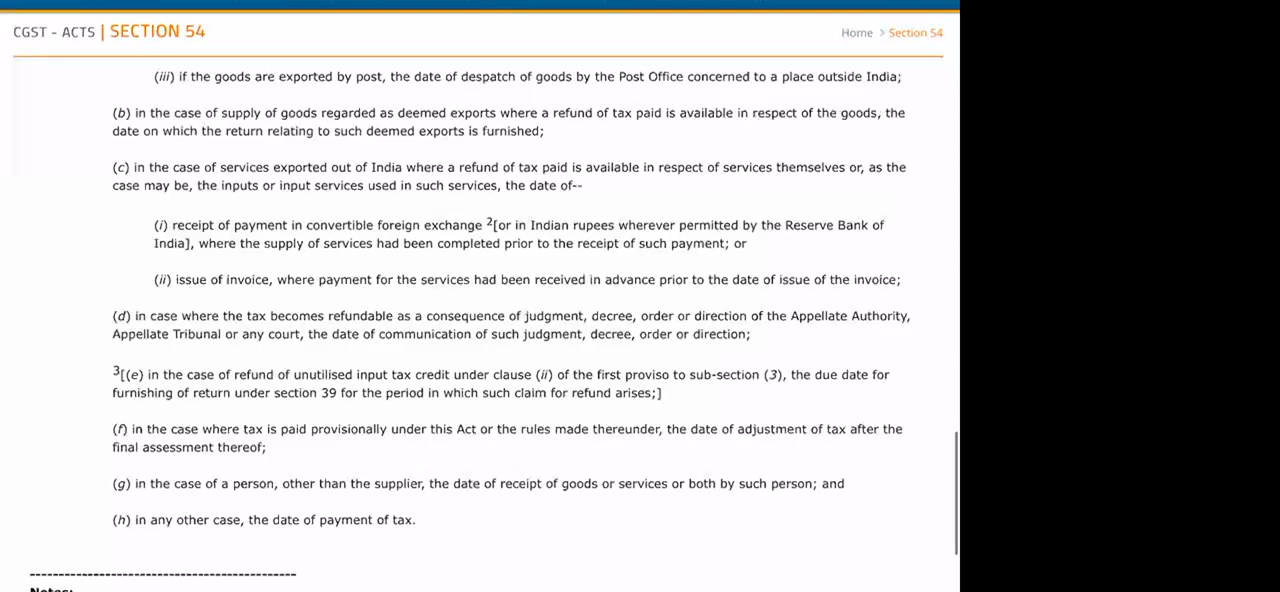 CGST - ACTS | SECTION 54
Home > Section 54
(iii) if the goods are exported by post, the date of despatch of goods by the Post Office concerned to a place outside India;
(b) in the case of supply of goods regarded as deemed exports where a refund of tax paid is available in respect of the goods, the
date on which the return relating to such deemed exports is furnished;
(c) in the case of services exported out of India where a refund of tax paid is available in respect of services themselves or, as the
case may be, the inputs or input services used in such services, the date of--
(i) receipt of payment in convertible foreign exchange 2[or in Indian rupees wherever permitted by the Reserve Bank of
India], where the supply of services had been completed prior to the receipt of such payment; or
(ii) issue of invoice, where payment for the services had been received in advance prior to the date of issue of the invoice;
(d) in case where the tax becomes refundable as a consequence of judgment, decree, order or direction of the Appellate Authority,
Appellate Tribunal or any court, the date of communication of such judgment, decree, order or direction;
3[(e) in the case of refund of unutilised input tax credit under clause (ii) of the first proviso to sub-section (3), the due date for
furnishing of return under section 39 for the period in which such claim for refund arises;]
(f) in the case where tax is paid provisionally under this Act or the rules made thereunder, the date of adjustment of tax after the
final assessment thereof;
(g) in the case of a person, other than the supplier, the date of receipt of goods or services or both by such person; and
(h) in any other case, the date of payment of tax.
----------------------------------------------
Notes: